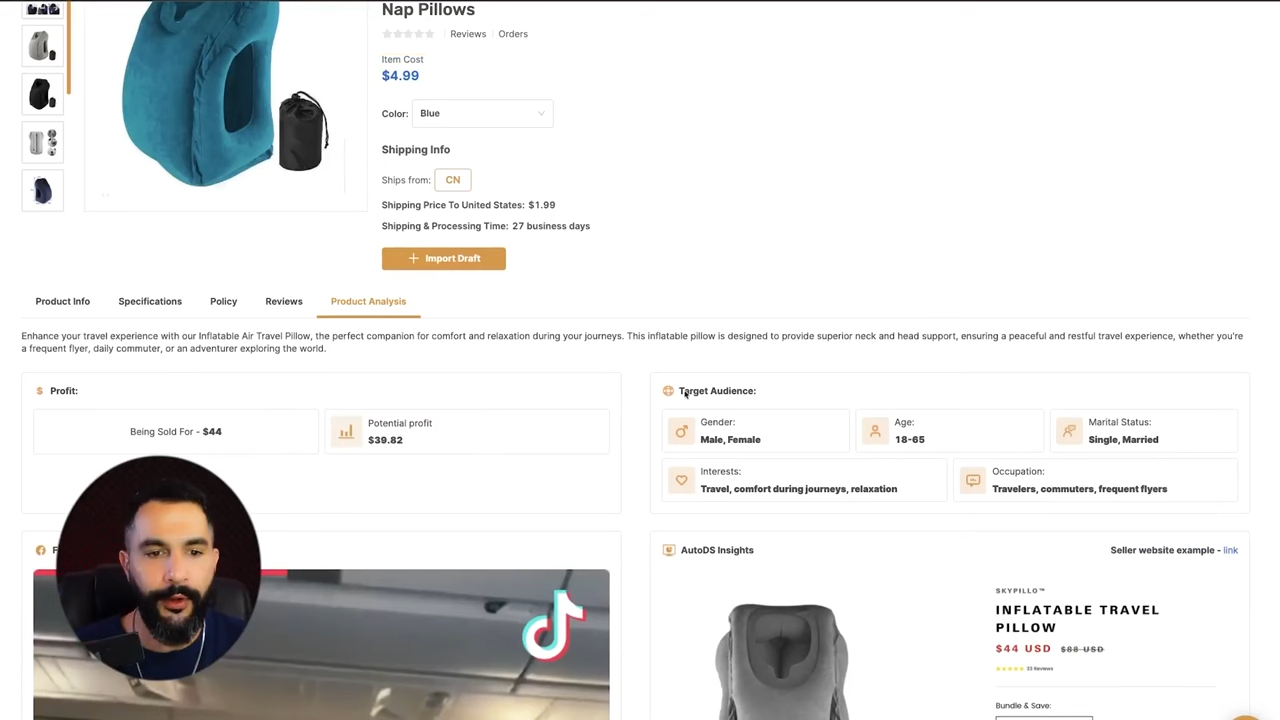 Nap Pillows
Reviews
Orders
Item Cost
$4.99
Color:
Blue
Shipping Info
Ships from:
CN
Shipping Price To United States: $1.99
Shipping & Processing Time: 27 business days
Import Draft
Product Info
Specifications
Policy
Reviews
Product Analysis
Enhance your travel experience with our Inflatable Air Travel Pillow, the perfect companion for comfort and relaxation during your journeys. This inflatable pillow is designed to provide superior neck and head support, ensuring a peaceful and restful travel experience, whether you're
a frequent flyer, daily commuter, or an adventurer exploring the world.
Profit:
Being Sold For - $44
Potential profit
$39.82
Target Audience:
Gender:
Male, Female
Age:
18-65
Marital Status:
Single, Married
Interests:
Travel, comfort during journeys, relaxation
Occupation:
Travelers, commuters, frequent flyers
AutoDS Insights
Seller website example - link
SKYPILLO™
INFLATABLE TRAVEL
PILLOW
$44 USD $88 USD
33 Reviews
Bundle & Save: